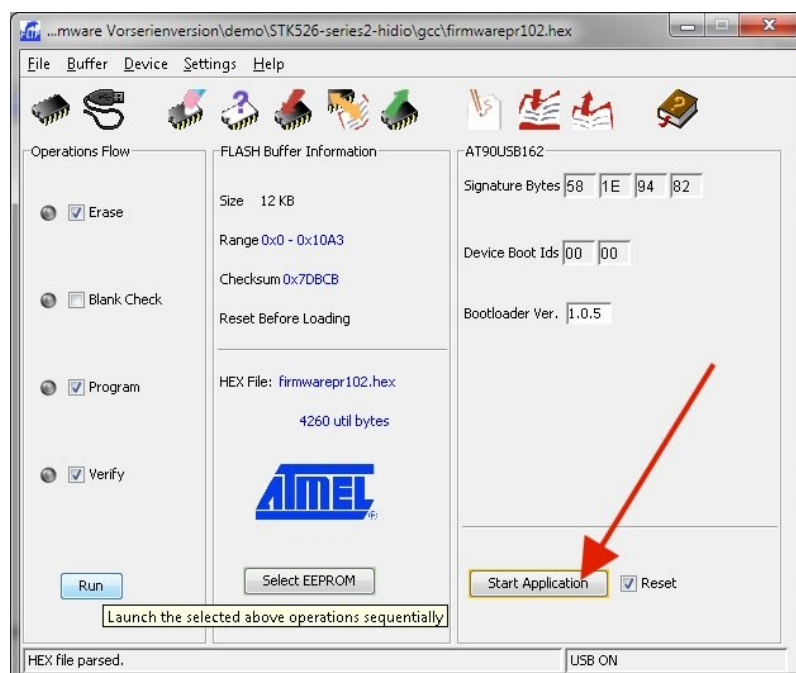 ...mware Vorserienversion\demo\STK526-series2-hidio\gcc\firmwarepr102.hex
File Buffer Device Settings Help
Operations Flow
Erase
Blank Check
Program
Verify
Run
FLASH Buffer Information
Size 12 KB
Range 0x0 - 0x10A3
Checksum 0x7DBCB
Reset Before Loading
HEX File: firmwarepr102.hex
4260 util bytes
ATMEL
®
Select EEPROM
AT90USB162
Signature Bytes 58 1E 94 82
Device Boot Ids 00 00
Bootloader Ver. 1.0.5
Start Application Reset
Launch the selected above operations sequentially
HEX file parsed. USB ON